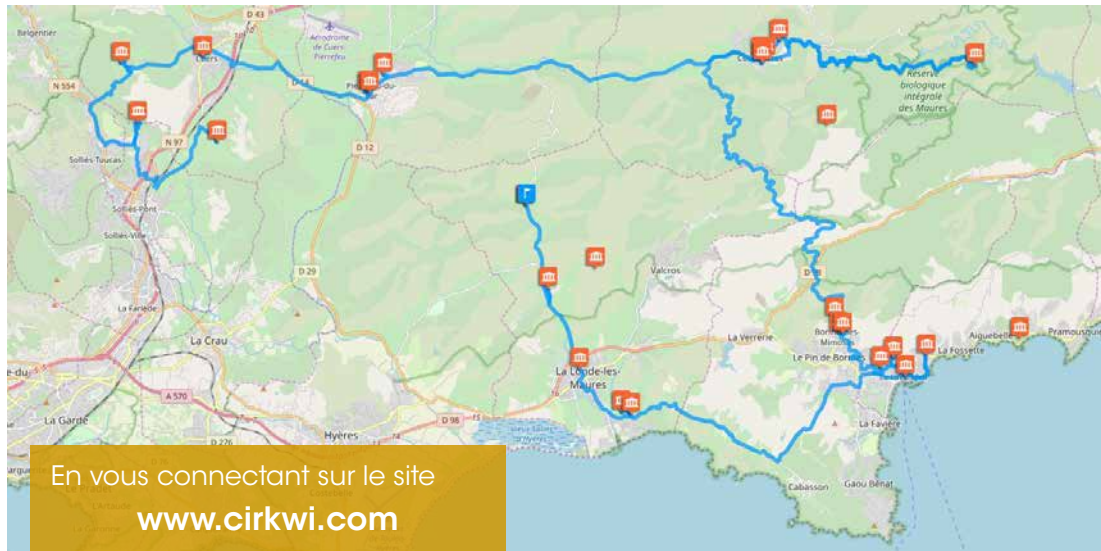 Belgentier
D 43
Aérodrome
de Cuers
Pierrefeu
Cuers
N 554
D 14
Réserve
biologique
intégrale
des Maures
N 97
Solliès-Toucas
D 12
Solliès-Pont
Solliès-Ville
D 29
Valcros
D 98
La Farlède
La Crau
La Verrerie
Bormes-les-
Mimosas
Aiguebelle
Pramousquier
La Fossette
Le Pin de Bormes
La Londe-les-
Maures
A 570
La Garde
D 98
Hyères
D 276
La Favière
Cabasson
Gaou Bénat
En vous connectant sur le site
www.cirkwi.com